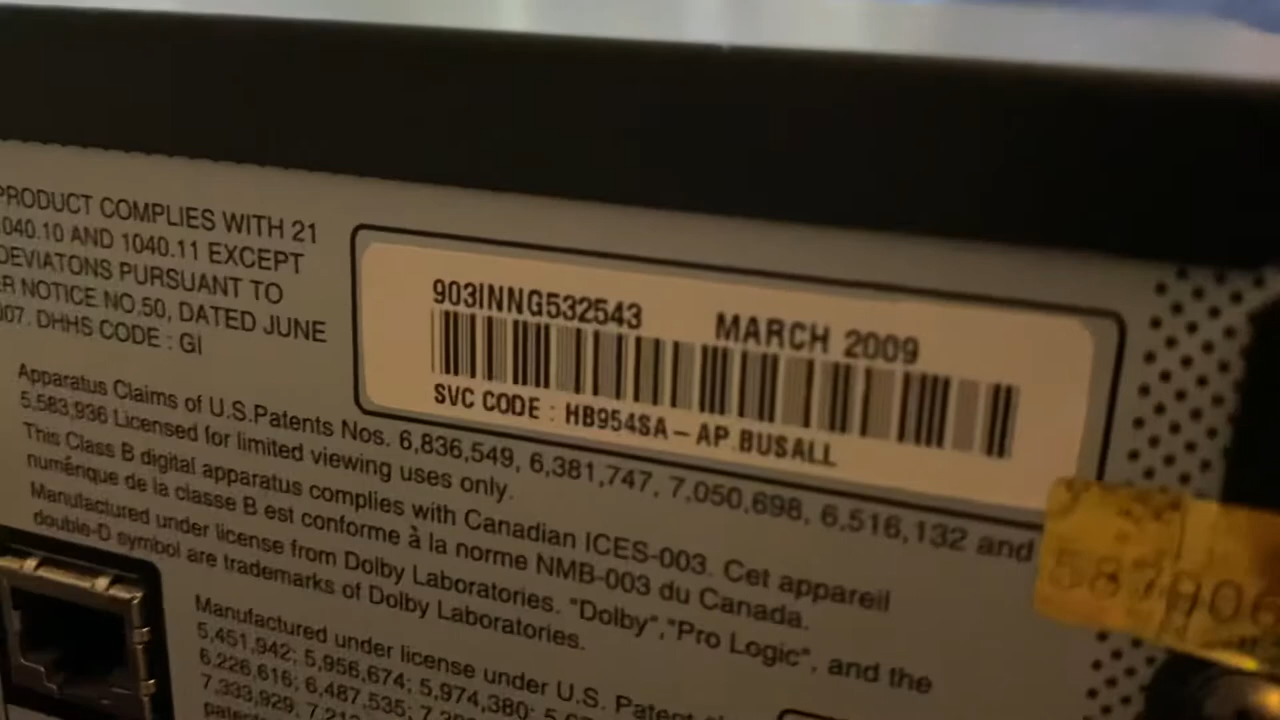 PRODUCT COMPLIES WITH 21
1040.10 AND 1040.11 EXCEPT
DEVIATONS PURSUANT TO
R NOTICE NO.50, DATED JUNE
007. DHHS CODE : GI
903INNG532543 MARCH 2009
SVC CODE : HB954SA – AP.BUSALL
Apparatus Claims of U.S.Patents Nos. 6,836,549, 6,381,747, 7,050,698, 6,516,132 and
5,583,936 Licensed for limited viewing uses only.
This Class B digital apparatus complies with Canadian ICES-003. Cet appareil
numérique de la classe B est conforme à la norme NMB-003 du Canada.
Manufactured under license from Dolby Laboratories. "Dolby","Pro Logic", and the
double-D symbol are trademarks of Dolby Laboratories.
Manufactured under license under U.S. Patent
5,451,942; 5,956,674; 5,974,380;
6,226,616; 6,487,535;
7,333,929;